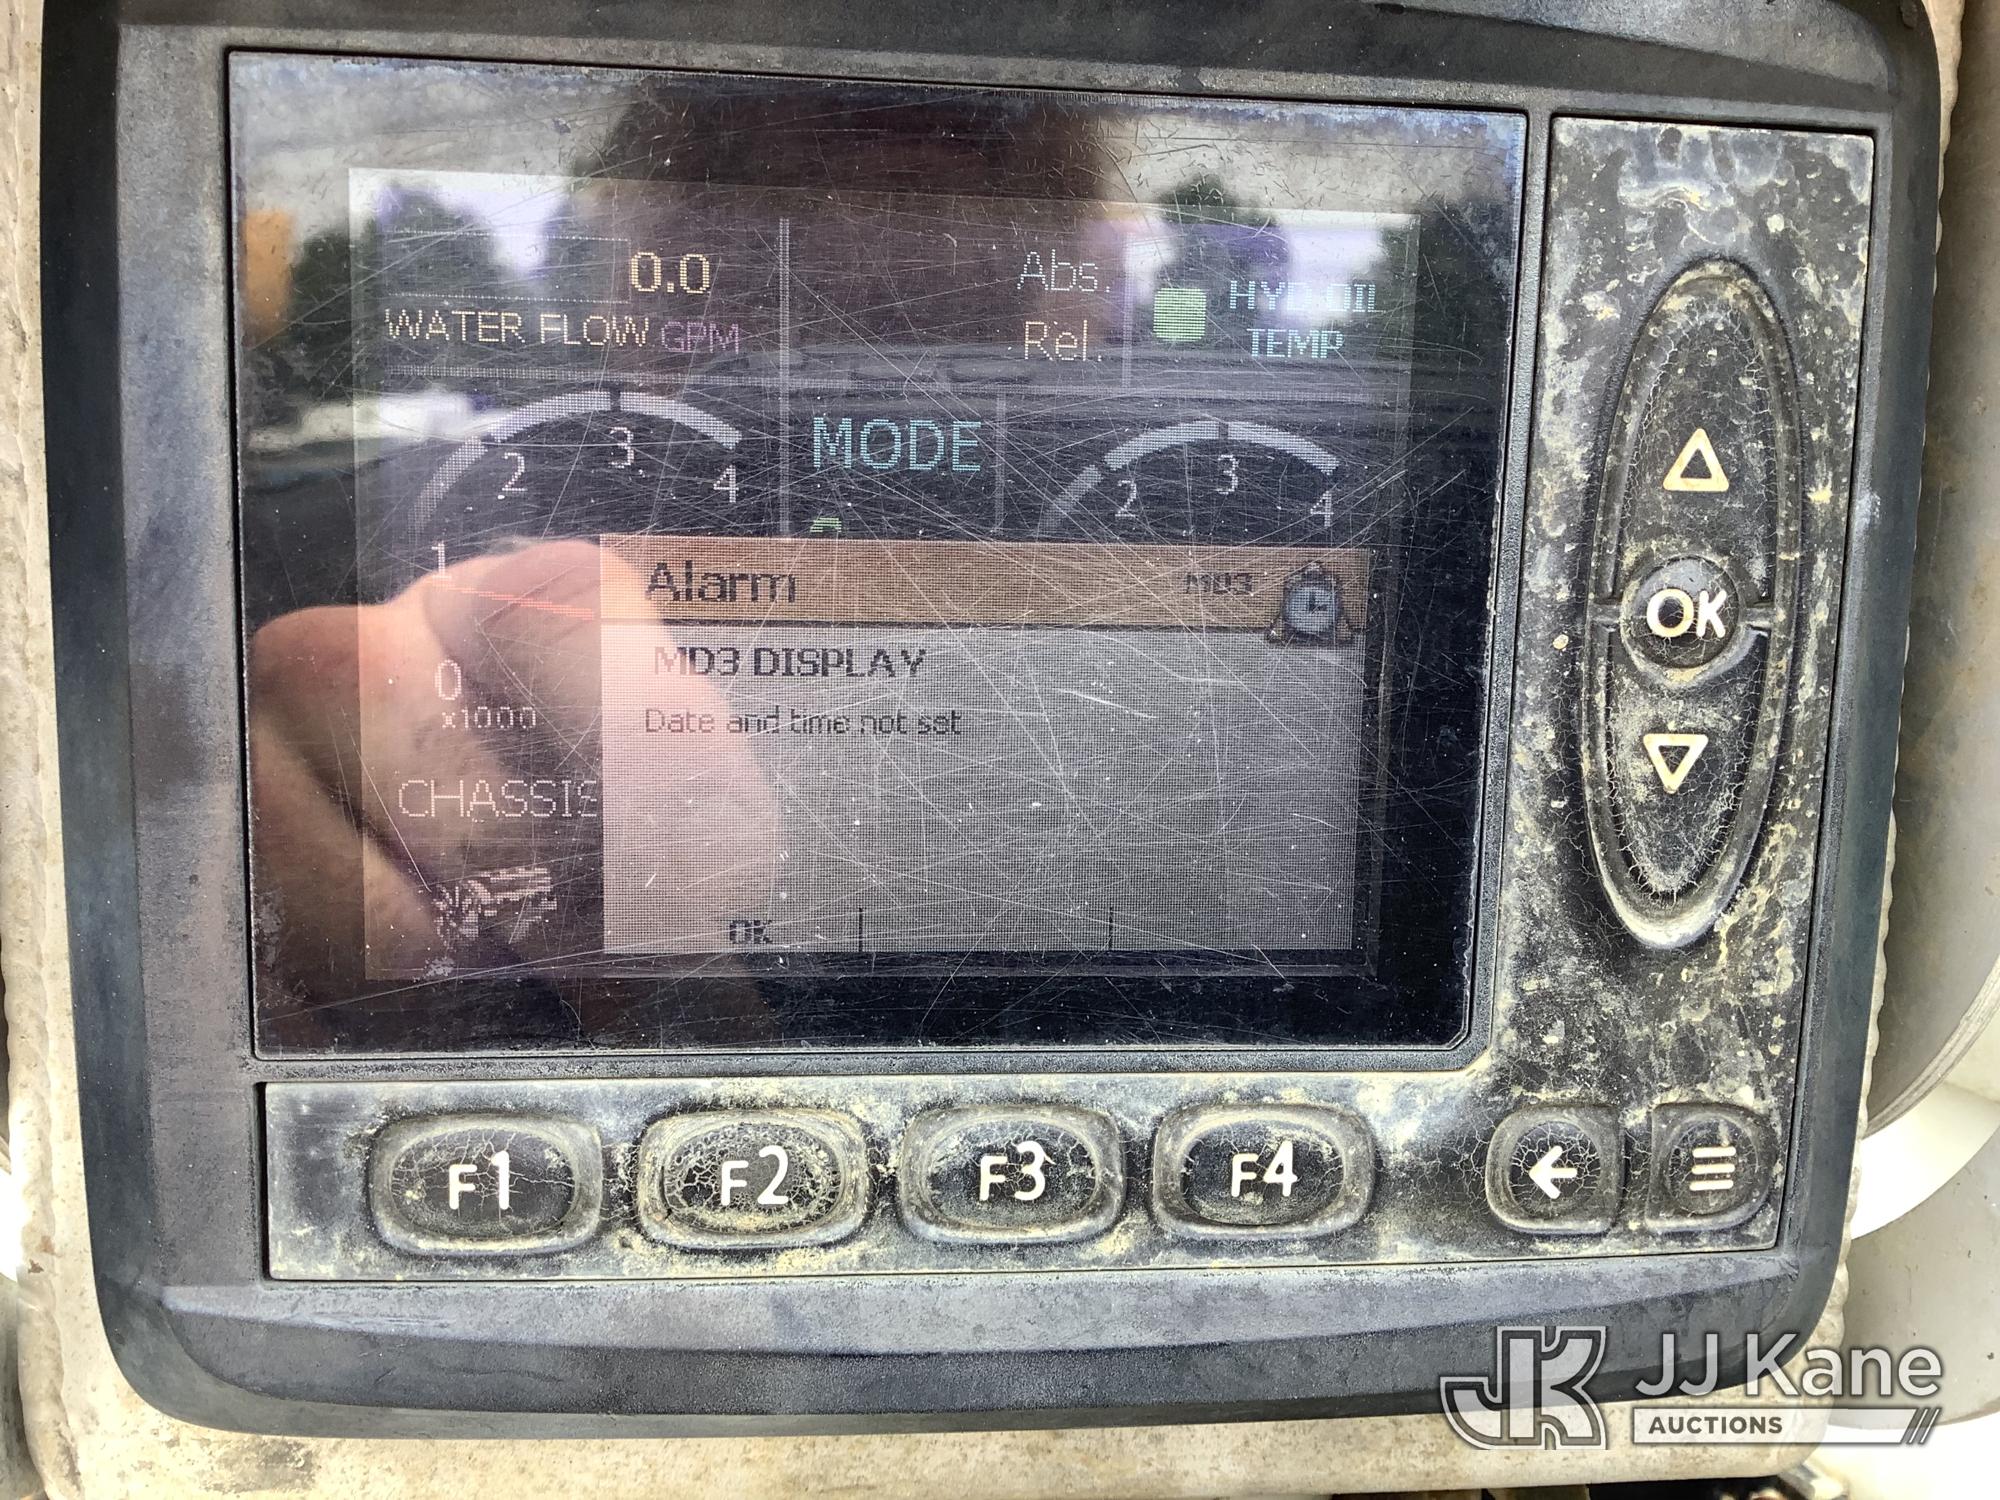 0.0
WATER FLOW GPM
Abs.
Rel.
HYD OIL
TEMP
MODE
1 2 3 4
0
x1000
2 3 4
CHASSIS
Alarm MD3
MD3 DISPLAY
Date and time not set
OK
OK
F1 F2 F3 F4
JJ Kane
AUCTIONS